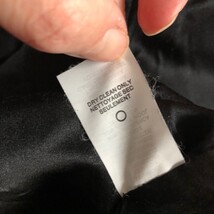 DRY CLEAN ONLY
NETTOYAGE SEC
SEULEMENT